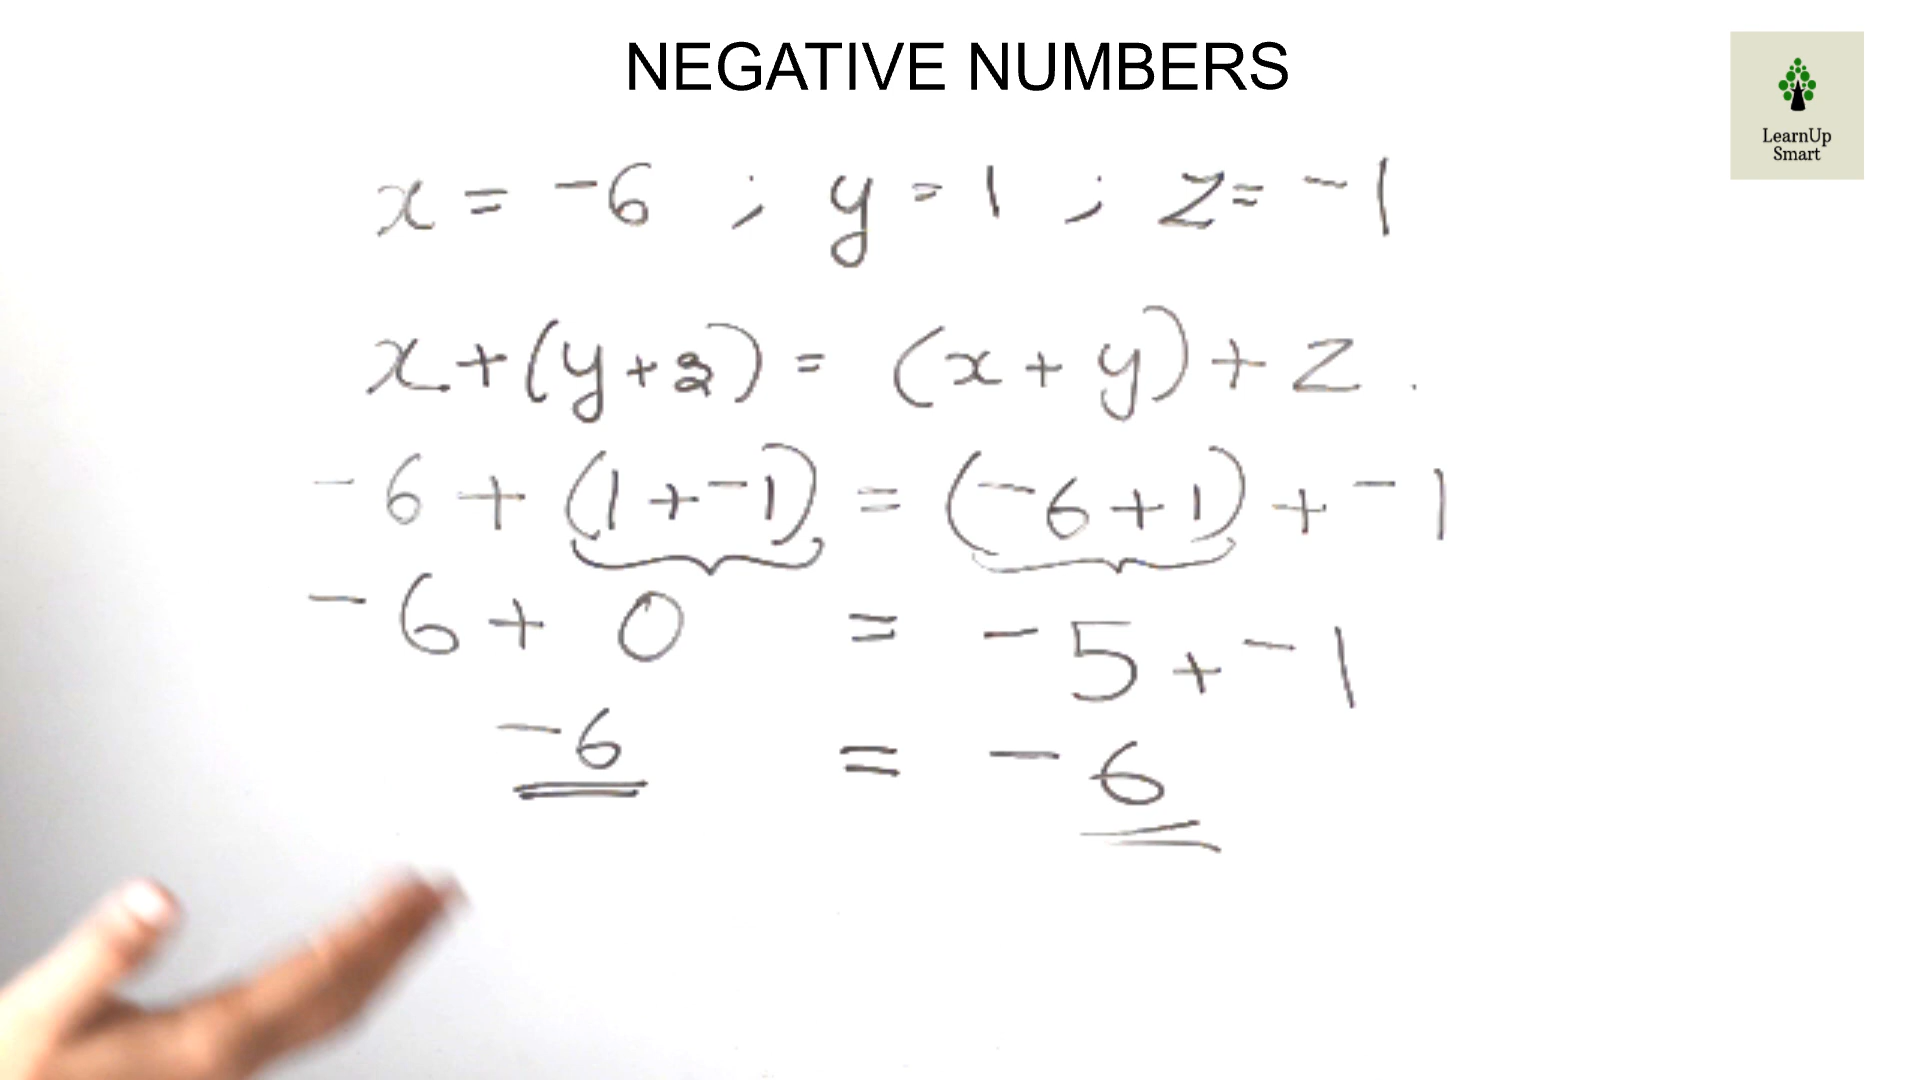 NEGATIVE NUMBERS
LearnUp
Smart
x = -6 ; y = 1 ; z = -1
x + (y + z) = (x + y) + z .
-6 + (1 + -1) = (-6 + 1) + -1
-6 + 0 = -5 + -1
-6 = -6